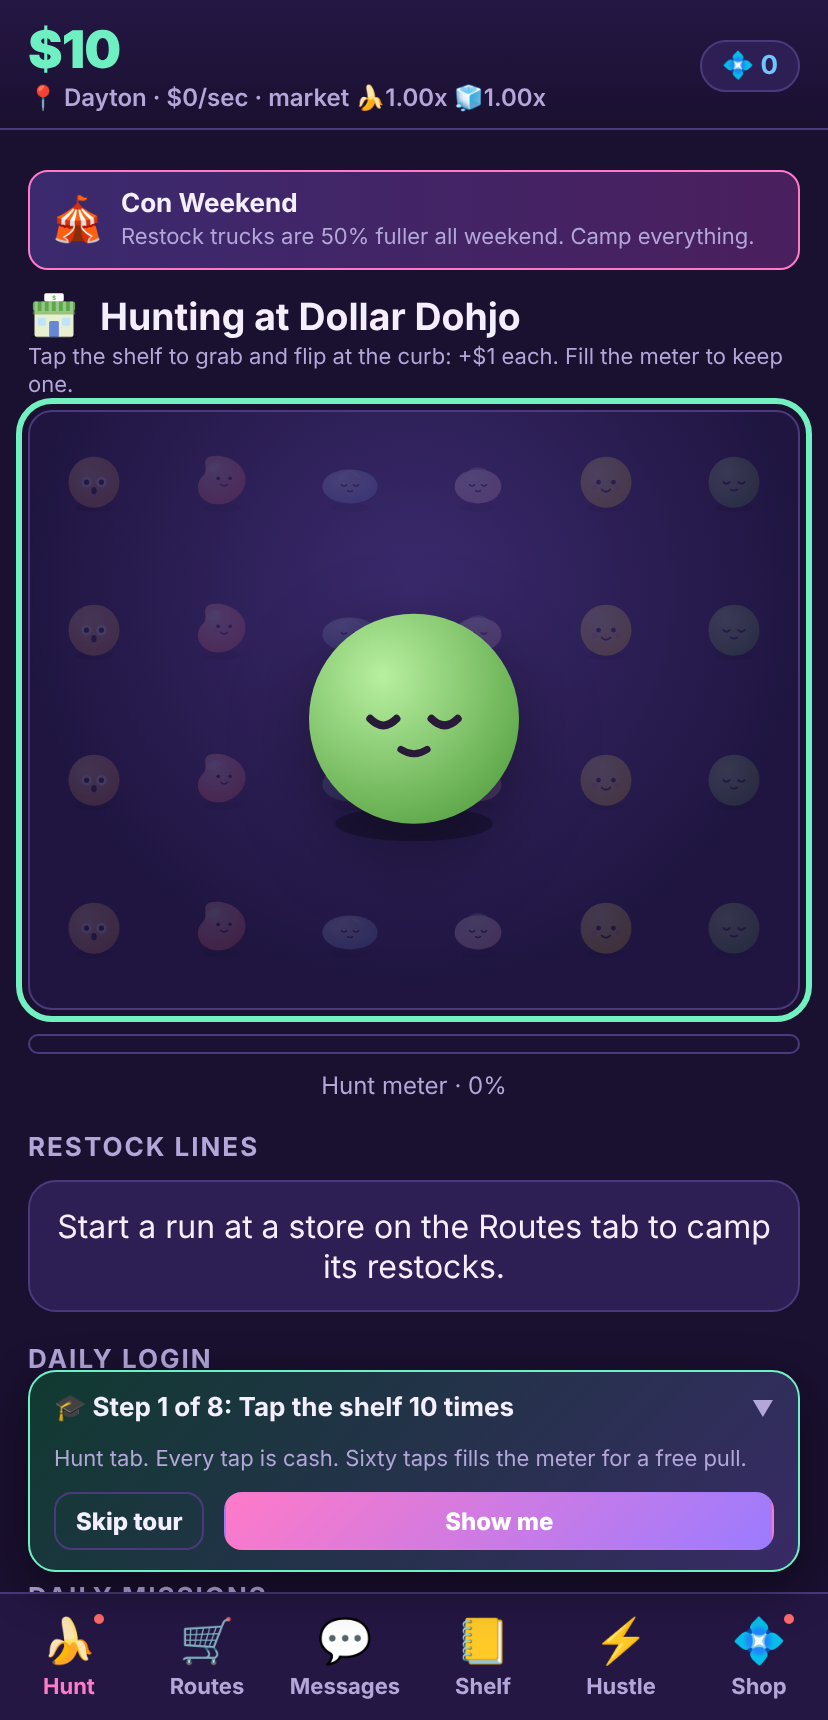 $10
📍 Dayton · $0/sec · market 🍌1.00x 🧊1.00x
💠 0
Con Weekend
Restock trucks are 50% fuller all weekend. Camp everything.
Hunting at Dollar Dohjo
Tap the shelf to grab and flip at the curb: +$1 each. Fill the meter to keep
one.
Hunt meter · 0%
RESTOCK LINES
Start a run at a store on the Routes tab to camp
its restocks.
DAILY LOGIN
🎓 Step 1 of 8: Tap the shelf 10 times ▼
Hunt tab. Every tap is cash. Sixty taps fills the meter for a free pull.
Skip tour
Show me
DAILY MISSIONS
Hunt
Routes
Messages
Shelf
Hustle
Shop